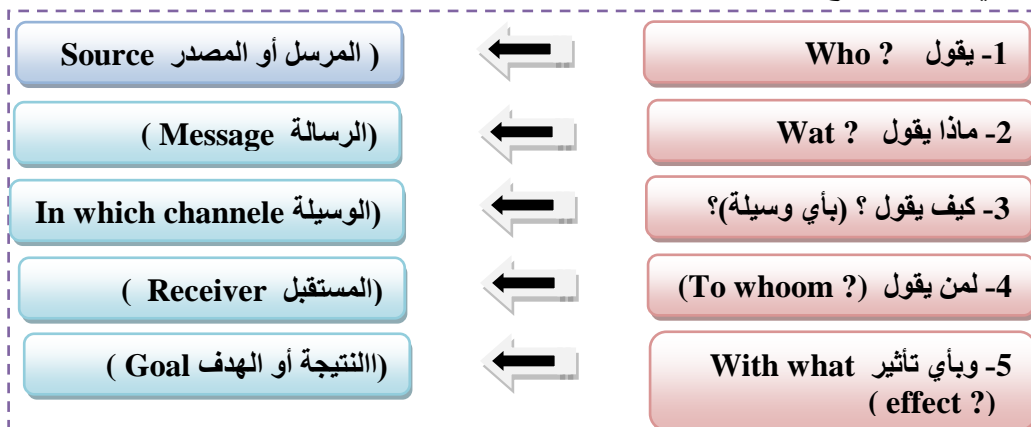 1- يقول Who ?
( المرسل أو المصدر Source
2- ماذا يقول Wat ?
(الرسالة Message )
3- كيف يقول ؟ (بأي وسيلة)؟
(الوسيلة In which channele
4- لمن يقول (To whoom ?)
(المستقبل Receiver )
5- وبأي تأثير With what
( effect ?)
(االنتيجة أو الهدف Goal )